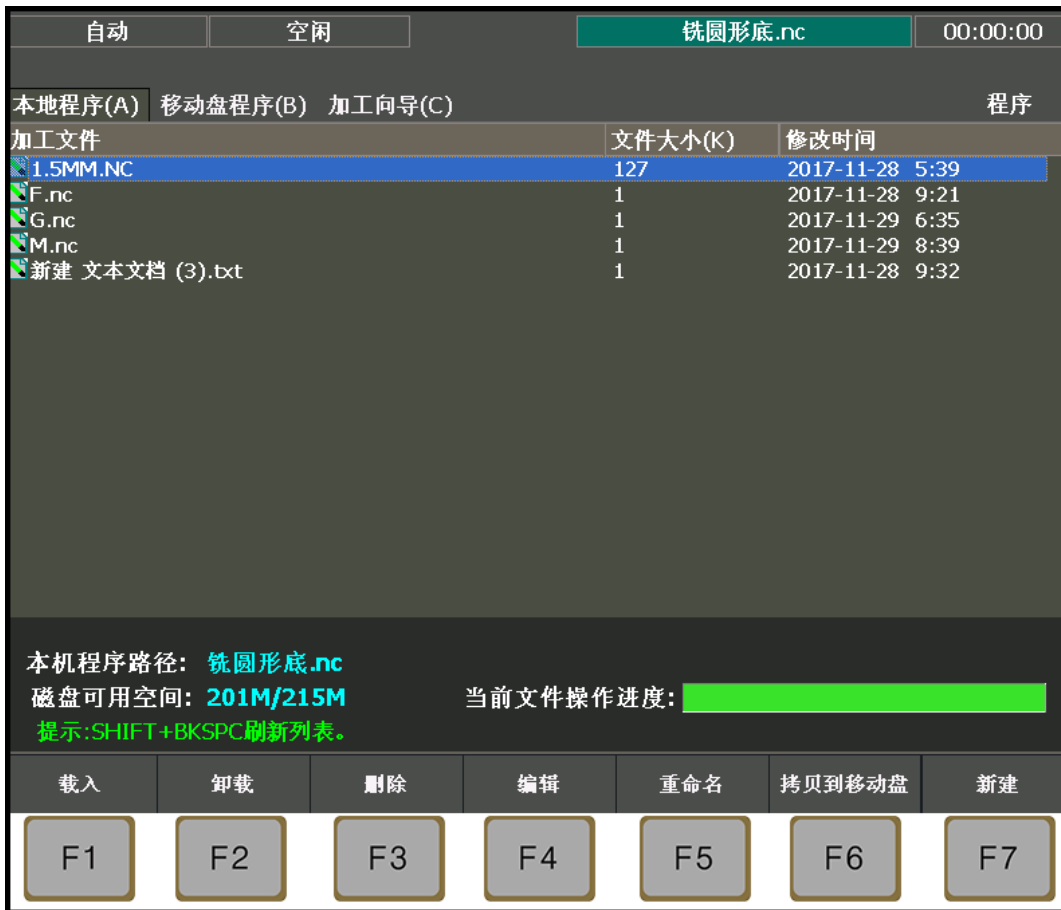 自动 空闲 铣圆形底.nc 00:00:00
本地程序(A) 移动盘程序(B) 加工向导(C) 程序
加工文件 文件大小(K) 修改时间
1.5MM.NC 127 2017-11-28 5:39
F.nc 1 2017-11-28 9:21
G.nc 1 2017-11-29 6:35
M.nc 1 2017-11-29 8:39
新建 文本文档 (3).txt 1 2017-11-28 9:32
本机程序路径: 铣圆形底.nc
磁盘可用空间: 201M/215M 当前文件操作进度:
提示:SHIFT+BKSPC刷新列表。
载入 卸载 删除 编辑 重命名 拷贝到移动盘 新建
F1 F2 F3 F4 F5 F6 F7